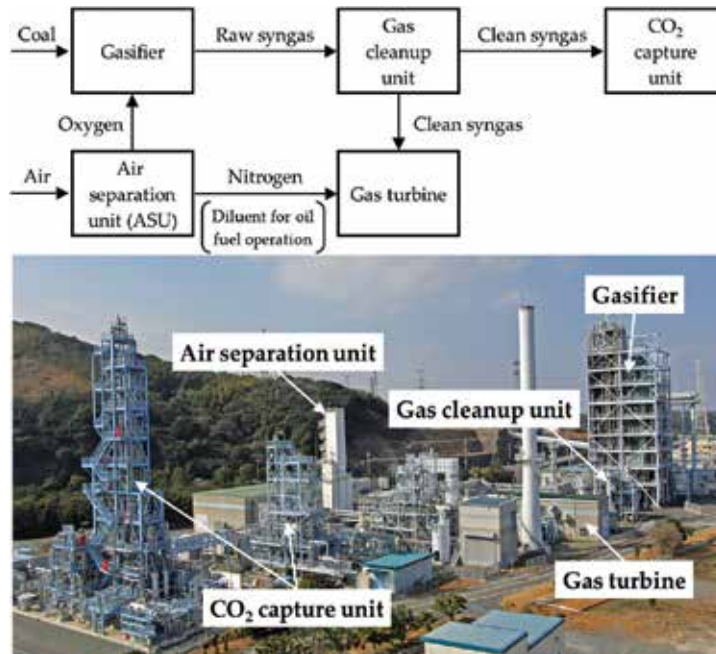 Coal
Gasifier
Raw syngas
Gas
cleanup
unit
Clean syngas
CO₂
capture
unit
Oxygen
Clean syngas
Air
Air
separation
unit (ASU)
Nitrogen
Diluent for oil
fuel operation
Gas turbine
Gasifier
Air separation unit
Gas cleanup unit
Gas turbine
CO₂ capture unit